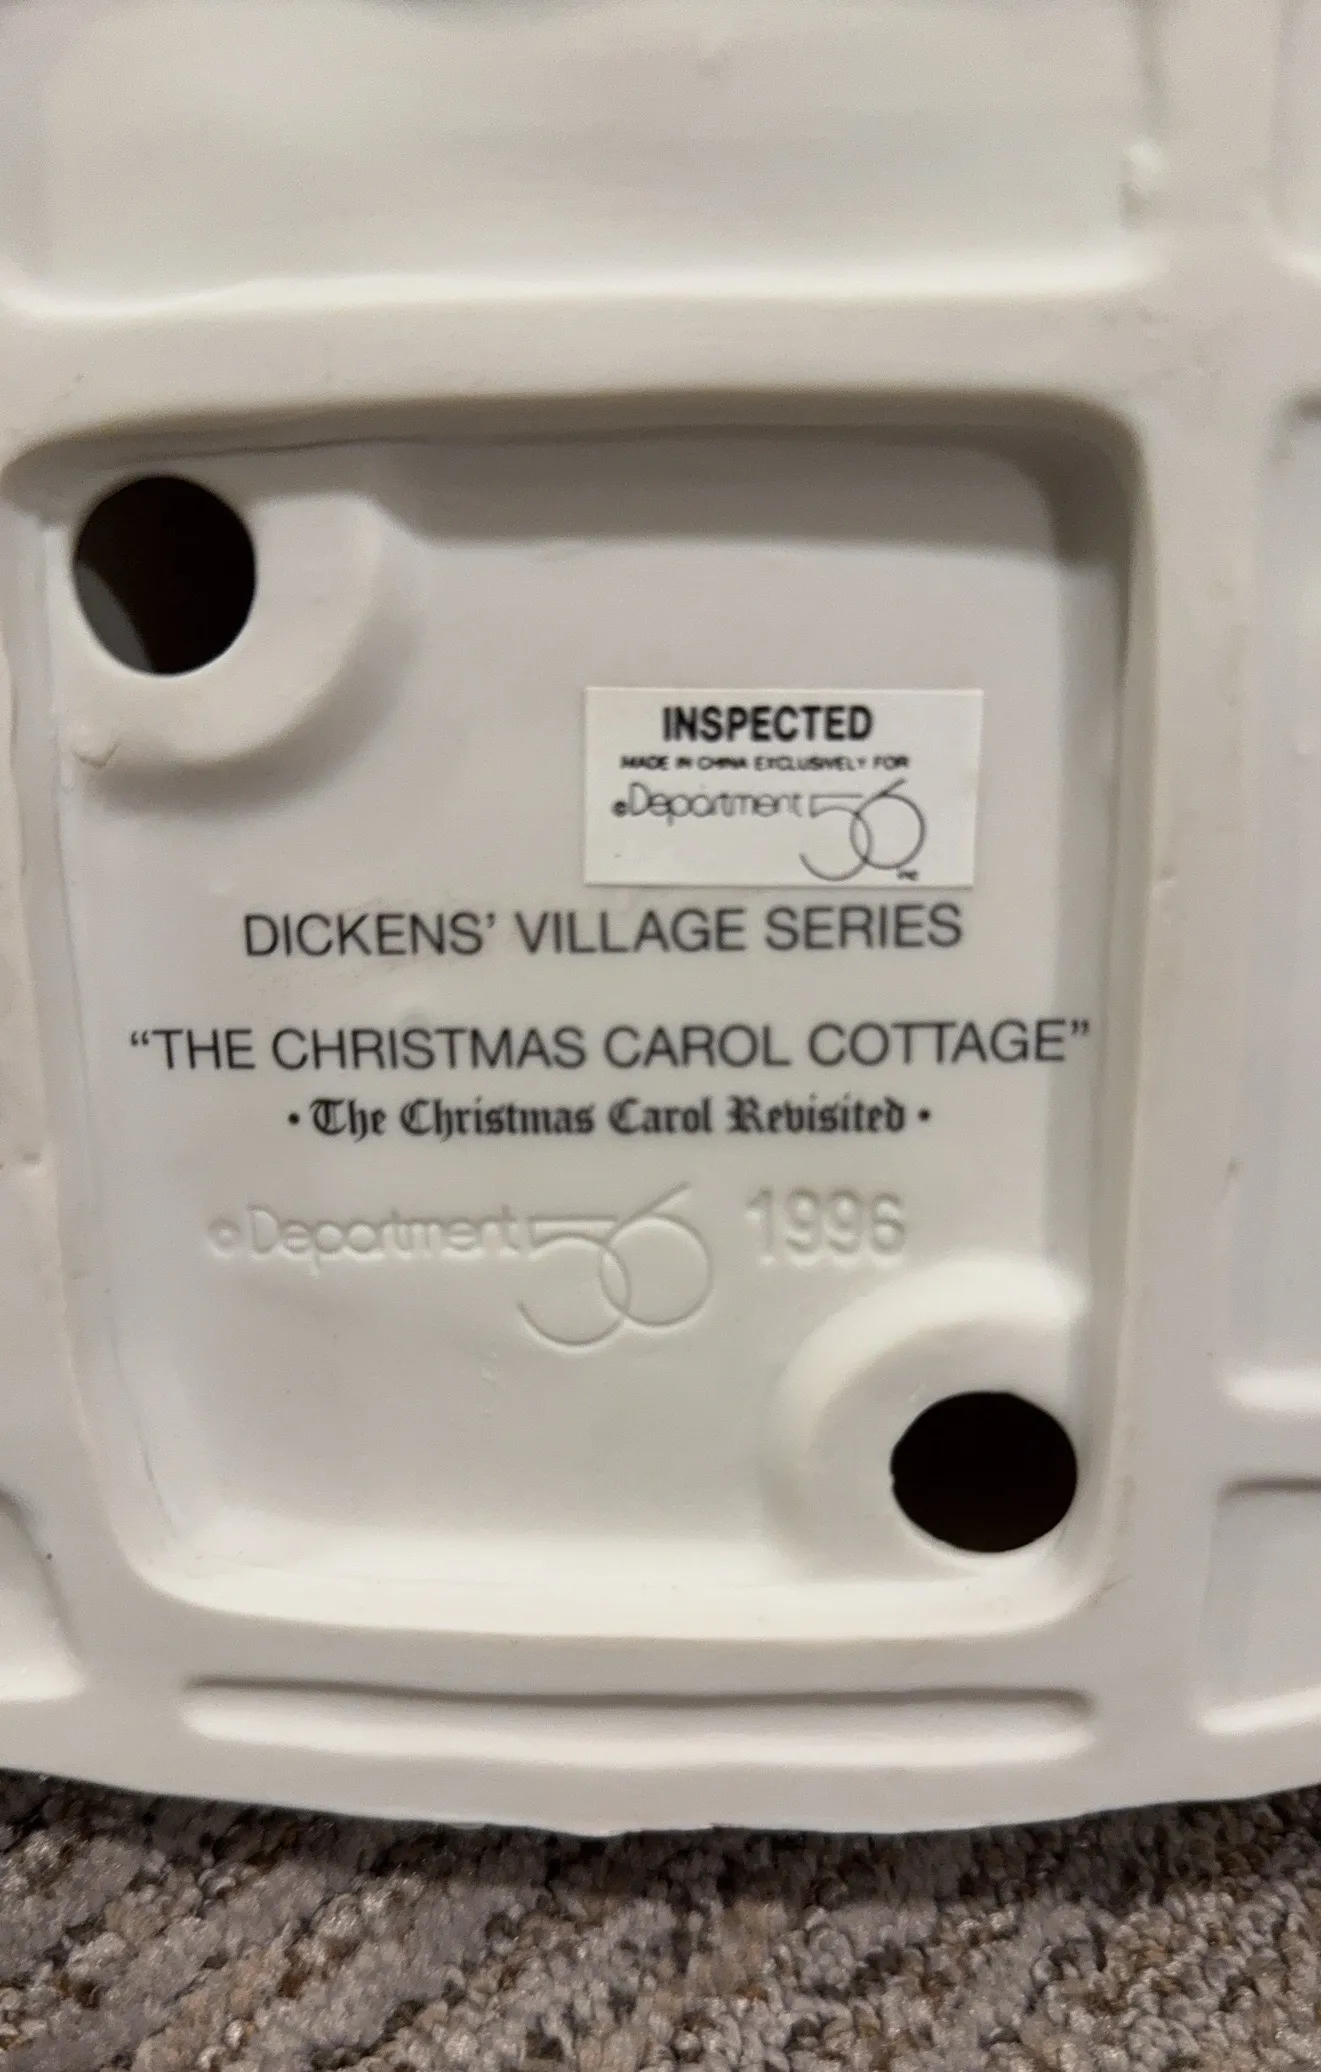 INSPECTED
MADE IN CHINA EXCLUSIVELY FOR
©Department 56
INC
DICKENS' VILLAGE SERIES
“THE CHRISTMAS CAROL COTTAGE”
• The Christmas Carol Revisited •
©Department 56 1996